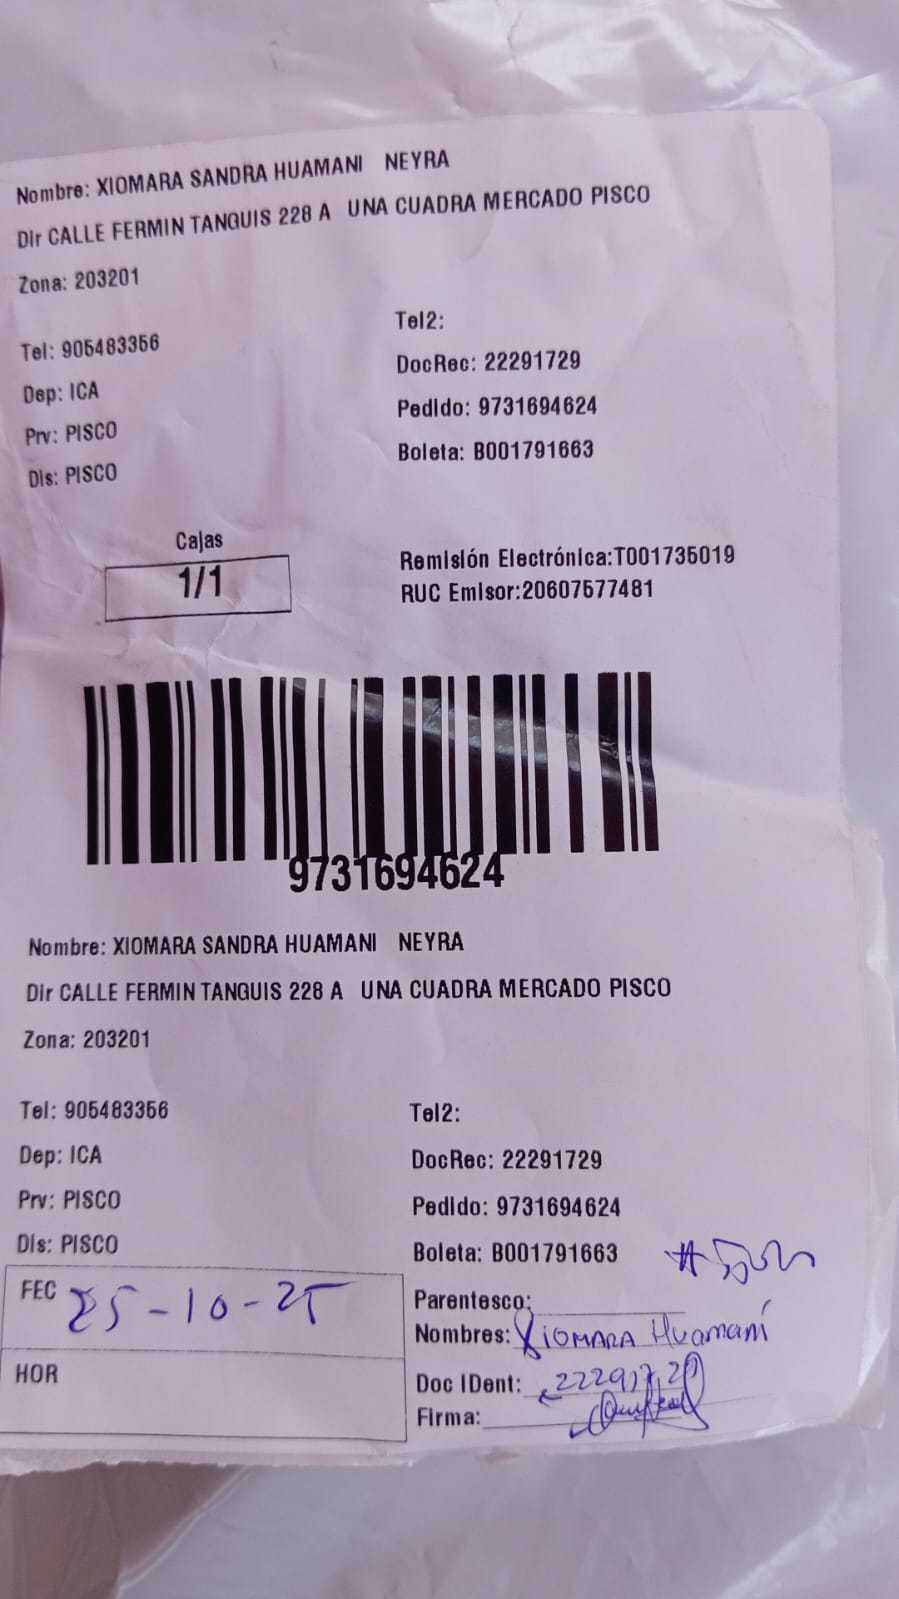 Nombre: XIOMARA SANDRA HUAMANI NEYRA
Dir CALLE FERMIN TANGUIS 228 A UNA CUADRA MERCADO PISCO
Zona: 203201
Tel2:
Tel: 905483356
DocRec: 22291729
Dep: ICA
Pedido: 9731694624
Prv: PISCO
Boleta: B001791663
Dis: PISCO
Cajas
1/1
Remisión Electrónica:T001735019
RUC Emisor:20607577481
9731694624
Nombre: XIOMARA SANDRA HUAMANI NEYRA
Dir CALLE FERMIN TANGUIS 228 A UNA CUADRA MERCADO PISCO
Zona: 203201
Tel: 905483356 Tel2:
Dep: ICA DocRec: 22291729
Prv: PISCO Pedido: 9731694624
Dis: PISCO Boleta: B001791663
FEC 25-10-25
Parentesco:
Nombres: XIOMARA Huamaní
HOR
Doc IDent: 22291729
Firma: